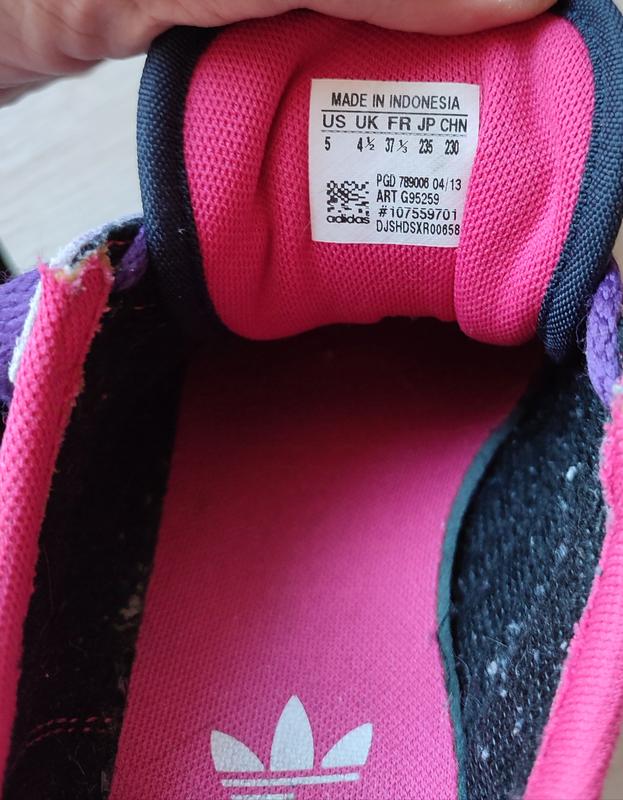 MADE IN INDONESIA
US UK FR JP CHN
5 4½ 37⅓ 235 230
PGD 789006 04/13
ART G95259
#107559701
DJSHDSXR00658
adidas